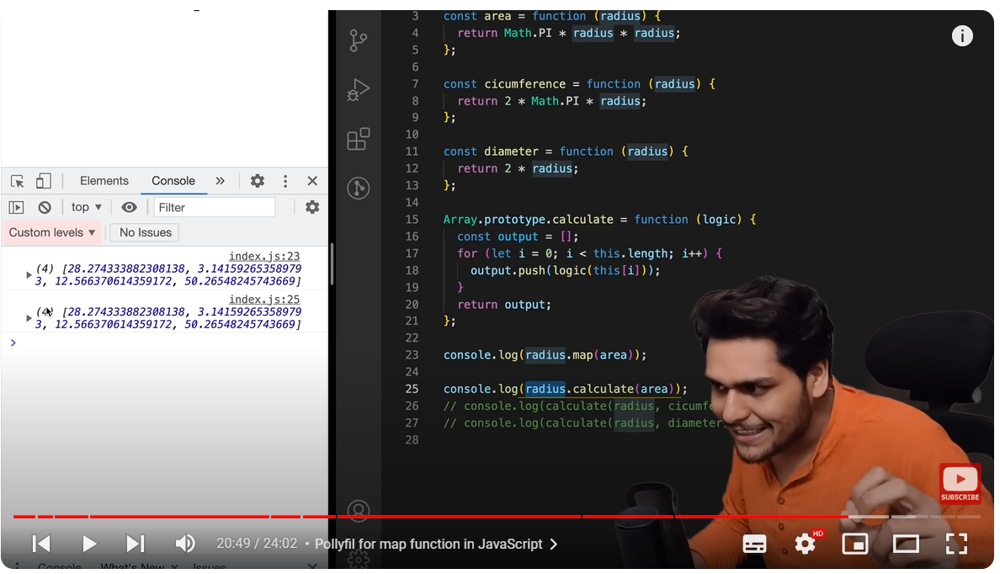 Elements Console »
top ▼ Filter
Custom levels ▼ No Issues
index.js:23
▶ (4) [28.274333882308138, 3.14159265358979
3, 12.566370614359172, 50.26548245743669]
index.js:25
▶ (4) [28.274333882308138, 3.14159265358979
3, 12.566370614359172, 50.26548245743669]
>
3 const area = function (radius) {
4 return Math.PI * radius * radius;
5 };
6
7 const cicumference = function (radius) {
8 return 2 * Math.PI * radius;
9 };
10
11 const diameter = function (radius) {
12 return 2 * radius;
13 };
14
15 Array.prototype.calculate = function (logic) {
16 const output = [];
17 for (let i = 0; i < this.length; i++) {
18 output.push(logic(this[i]));
19 }
20 return output;
21 };
22
23 console.log(radius.map(area));
24
25 console.log(radius.calculate(area));
26 // console.log(calculate(radius, cicumfe
27 // console.log(calculate(radius, diameter
28
SUBSCRIBE
20:49 / 24:02 • Pollyfil for map function in JavaScript >
HD
Console What's New × Issues